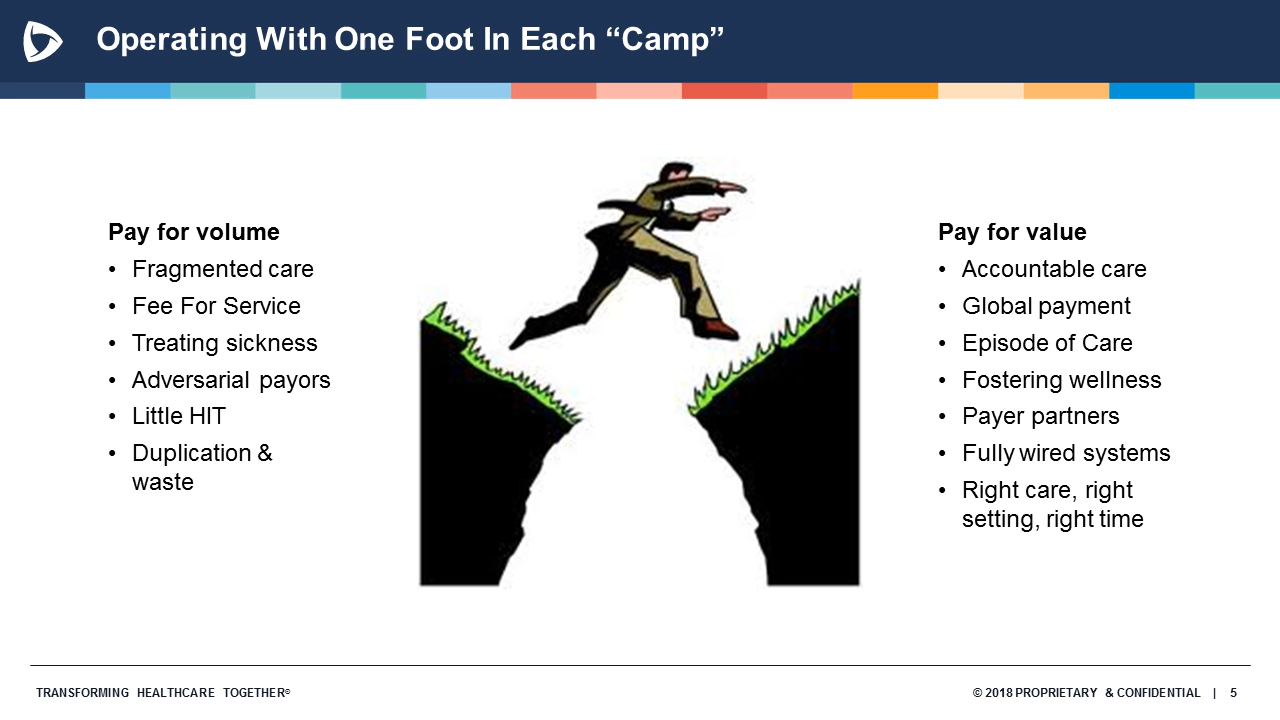 Operating With One Foot In Each “Camp”
Pay for volume
• Fragmented care
• Fee For Service
• Treating sickness
• Adversarial payors
• Little HIT
• Duplication &
waste
Pay for value
• Accountable care
• Global payment
• Episode of Care
• Fostering wellness
• Payer partners
• Fully wired systems
• Right care, right
setting, right time
TRANSFORMING HEALTHCARE TOGETHER®
© 2018 PROPRIETARY & CONFIDENTIAL | 5